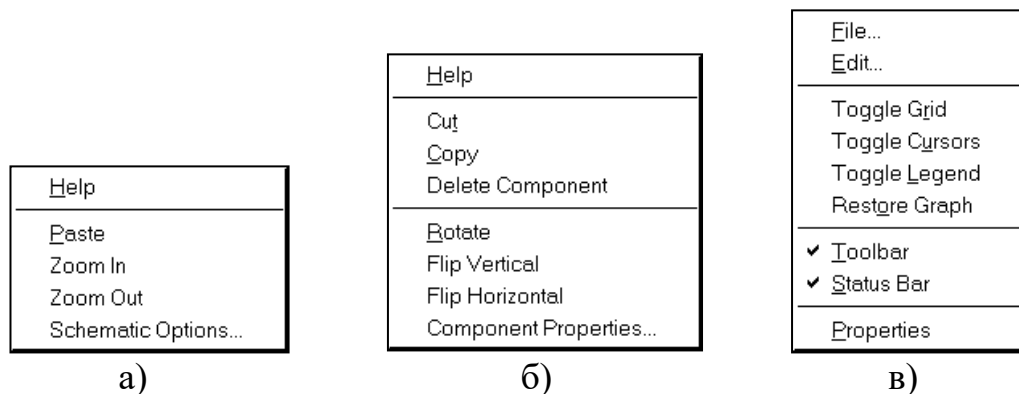 Help
Paste
Zoom In
Zoom Out
Schematic Options...
а)
Help
Cut
Copy
Delete Component
Rotate
Flip Vertical
Flip Horizontal
Component Properties...
б)
File...
Edit...
Toggle Grid
Toggle Cursors
Toggle Legend
Restore Graph
Toolbar
Status Bar
Properties
в)